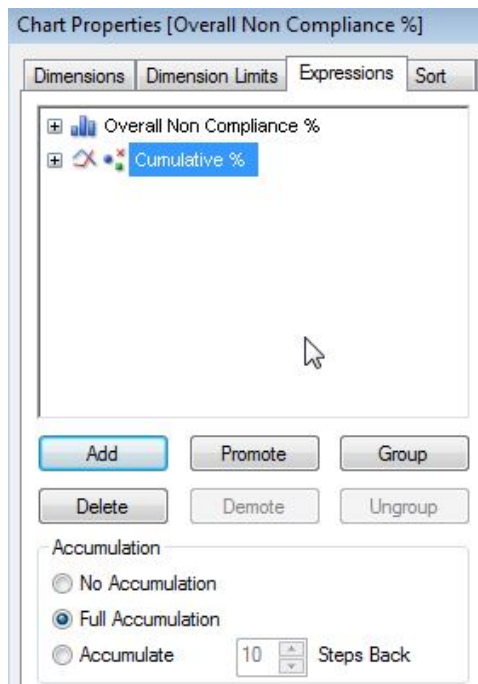 Chart Properties [Overall Non Compliance %]
Dimensions Dimension Limits Expressions Sort
Overall Non Compliance %
Cumulative %
Add Promote Group
Delete Demote Ungroup
Accumulation
No Accumulation
Full Accumulation
Accumulate 10 Steps Back